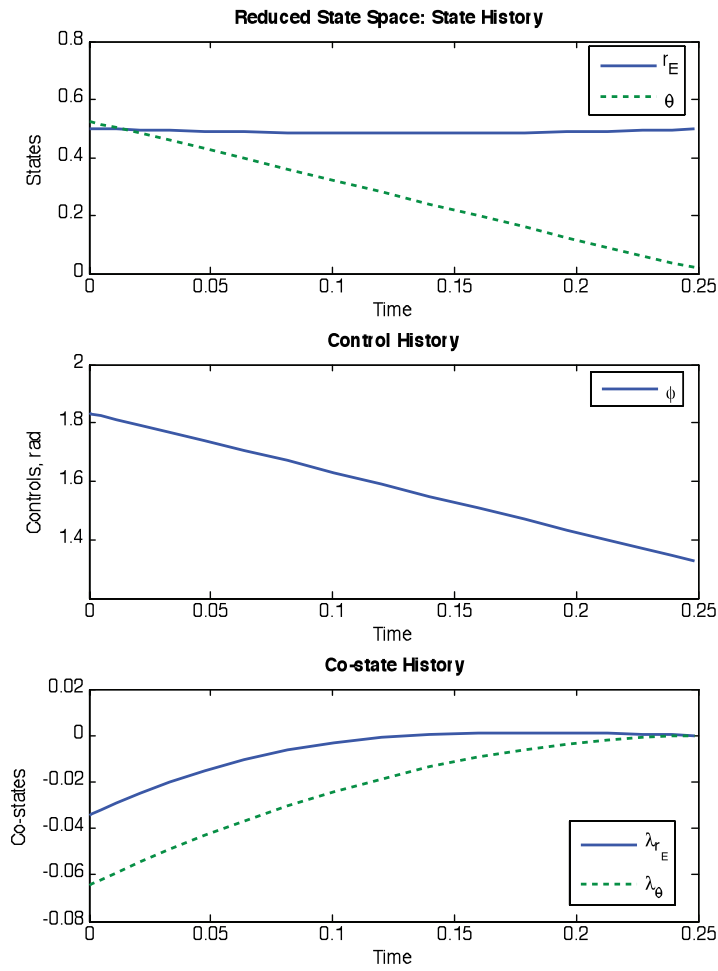 Reduced State Space: State History
0.8
0.6
0.4
0.2
0
States
r_E
θ
0 0.05 0.1 0.15 0.2 0.25
Time
Control History
2
1.8
1.6
1.4
Controls, rad
ϕ
0 0.05 0.1 0.15 0.2 0.25
Time
Co-state History
0.02
0
-0.02
-0.04
-0.06
-0.08
Co-states
λ_r_E
λ_θ
0 0.05 0.1 0.15 0.2 0.25
Time